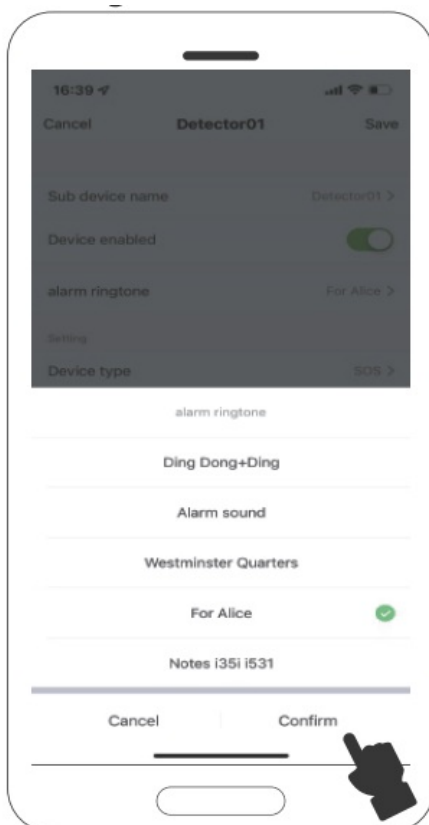 16:39
Cancel Detector01 Save
Sub device name Detector01 >
Device enabled
alarm ringtone For Alice >
Setting
Device type SOS >
alarm ringtone
Ding Dong+Ding
Alarm sound
Westminster Quarters
For Alice
Notes i35i i531
Cancel Confirm